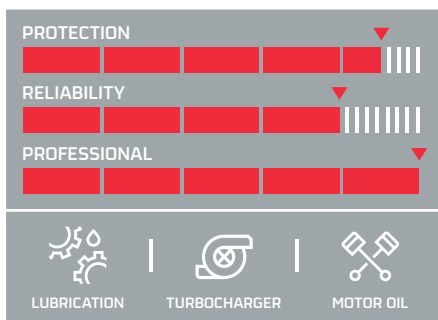 PROTECTION
RELIABILITY
PROFESSIONAL
LUBRICATION TURBOCHARGER MOTOR OIL